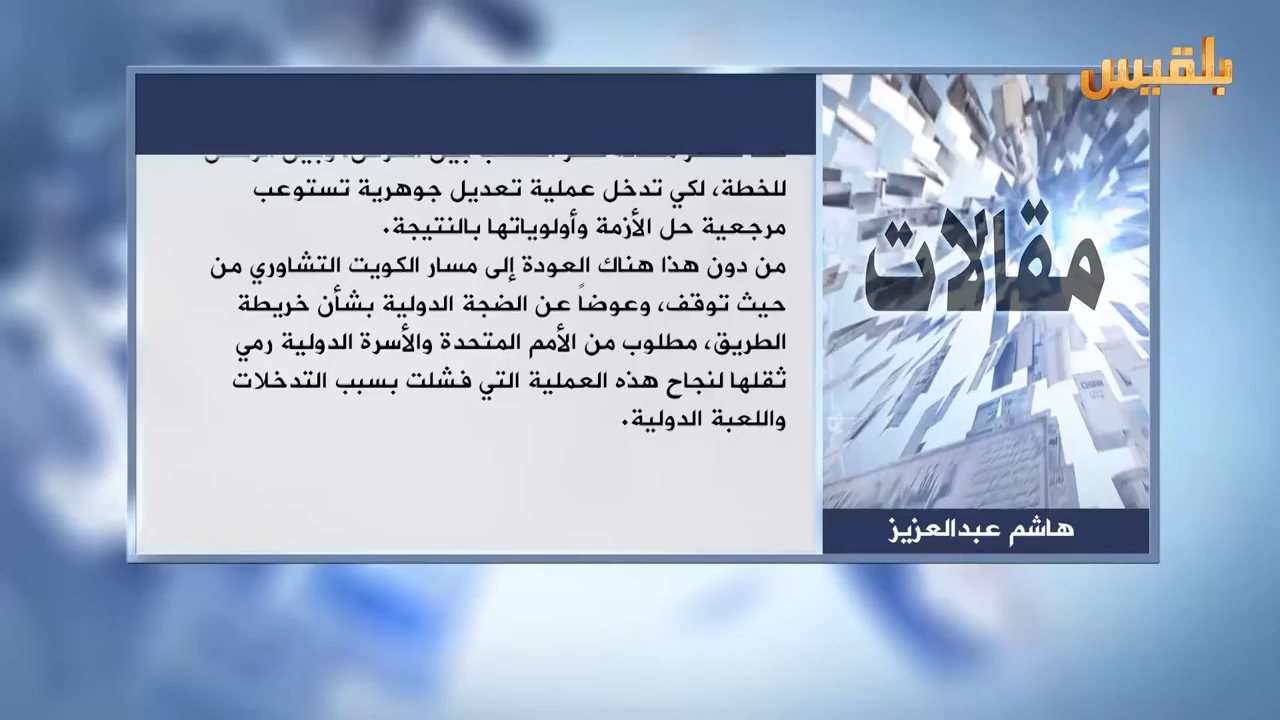 بلقيس
مقالات
هاشم عبدالعزيز
للخطة، لكي تدخل عملية تعديل جوهرية تستوعب
مرجعية حل الأزمة وأولوياتها بالنتيجة.
من دون هذا هناك العودة إلى مسار الكويت التشاوري من
حيث توقف، وعوضاً عن الضجة الدولية بشأن خريطة
الطريق، مطلوب من الأمم المتحدة والأسرة الدولية رمي
ثقلها لنجاح هذه العملية التي فشلت بسبب التدخلات
واللعبة الدولية.